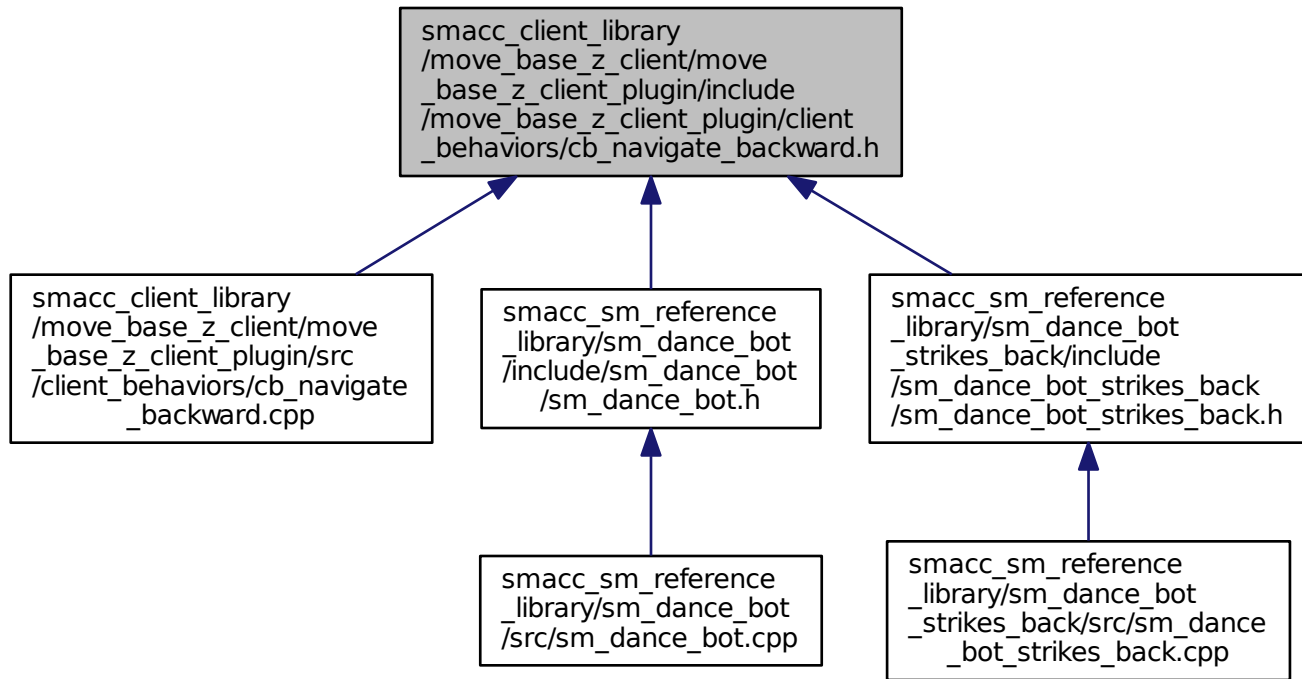 smacc_client_library
/move_base_z_client/move
_base_z_client_plugin/include
/move_base_z_client_plugin/client
_behaviors/cb_navigate_backward.h
smacc_client_library
/move_base_z_client/move
_base_z_client_plugin/src
/client_behaviors/cb_navigate
_backward.cpp
smacc_sm_reference
_library/sm_dance_bot
/include/sm_dance_bot
/sm_dance_bot.h
smacc_sm_reference
_library/sm_dance_bot
_strikes_back/include
/sm_dance_bot_strikes_back
/sm_dance_bot_strikes_back.h
smacc_sm_reference
_library/sm_dance_bot
/src/sm_dance_bot.cpp
smacc_sm_reference
_library/sm_dance_bot
_strikes_back/src/sm_dance
_bot_strikes_back.cpp